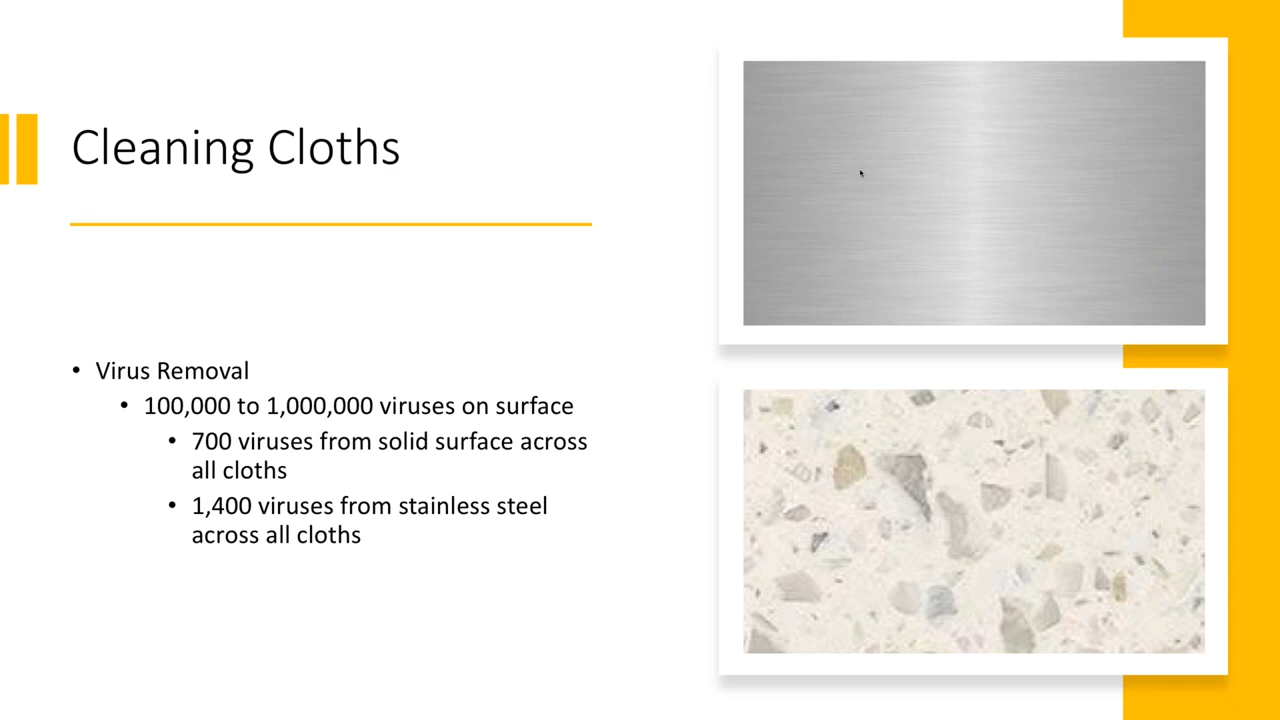 Cleaning Cloths
• Virus Removal
• 100,000 to 1,000,000 viruses on surface
• 700 viruses from solid surface across
all cloths
• 1,400 viruses from stainless steel
across all cloths